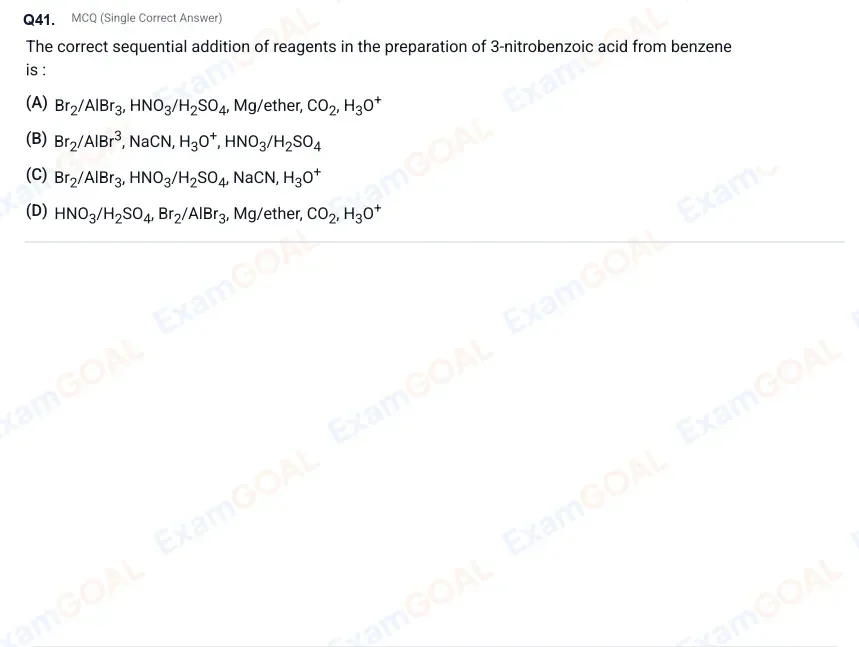 Q41. MCQ (Single Correct Answer)
The correct sequential addition of reagents in the preparation of 3-nitrobenzoic acid from benzene
is :
(A) Br₂/AlBr₃, HNO₃/H₂SO₄, Mg/ether, CO₂, H₃O⁺
(B) Br₂/AlBr³, NaCN, H₃O⁺, HNO₃/H₂SO₄
(C) Br₂/AlBr₃, HNO₃/H₂SO₄, NaCN, H₃O⁺
(D) HNO₃/H₂SO₄, Br₂/AlBr₃, Mg/ether, CO₂, H₃O⁺
ExamGOAL